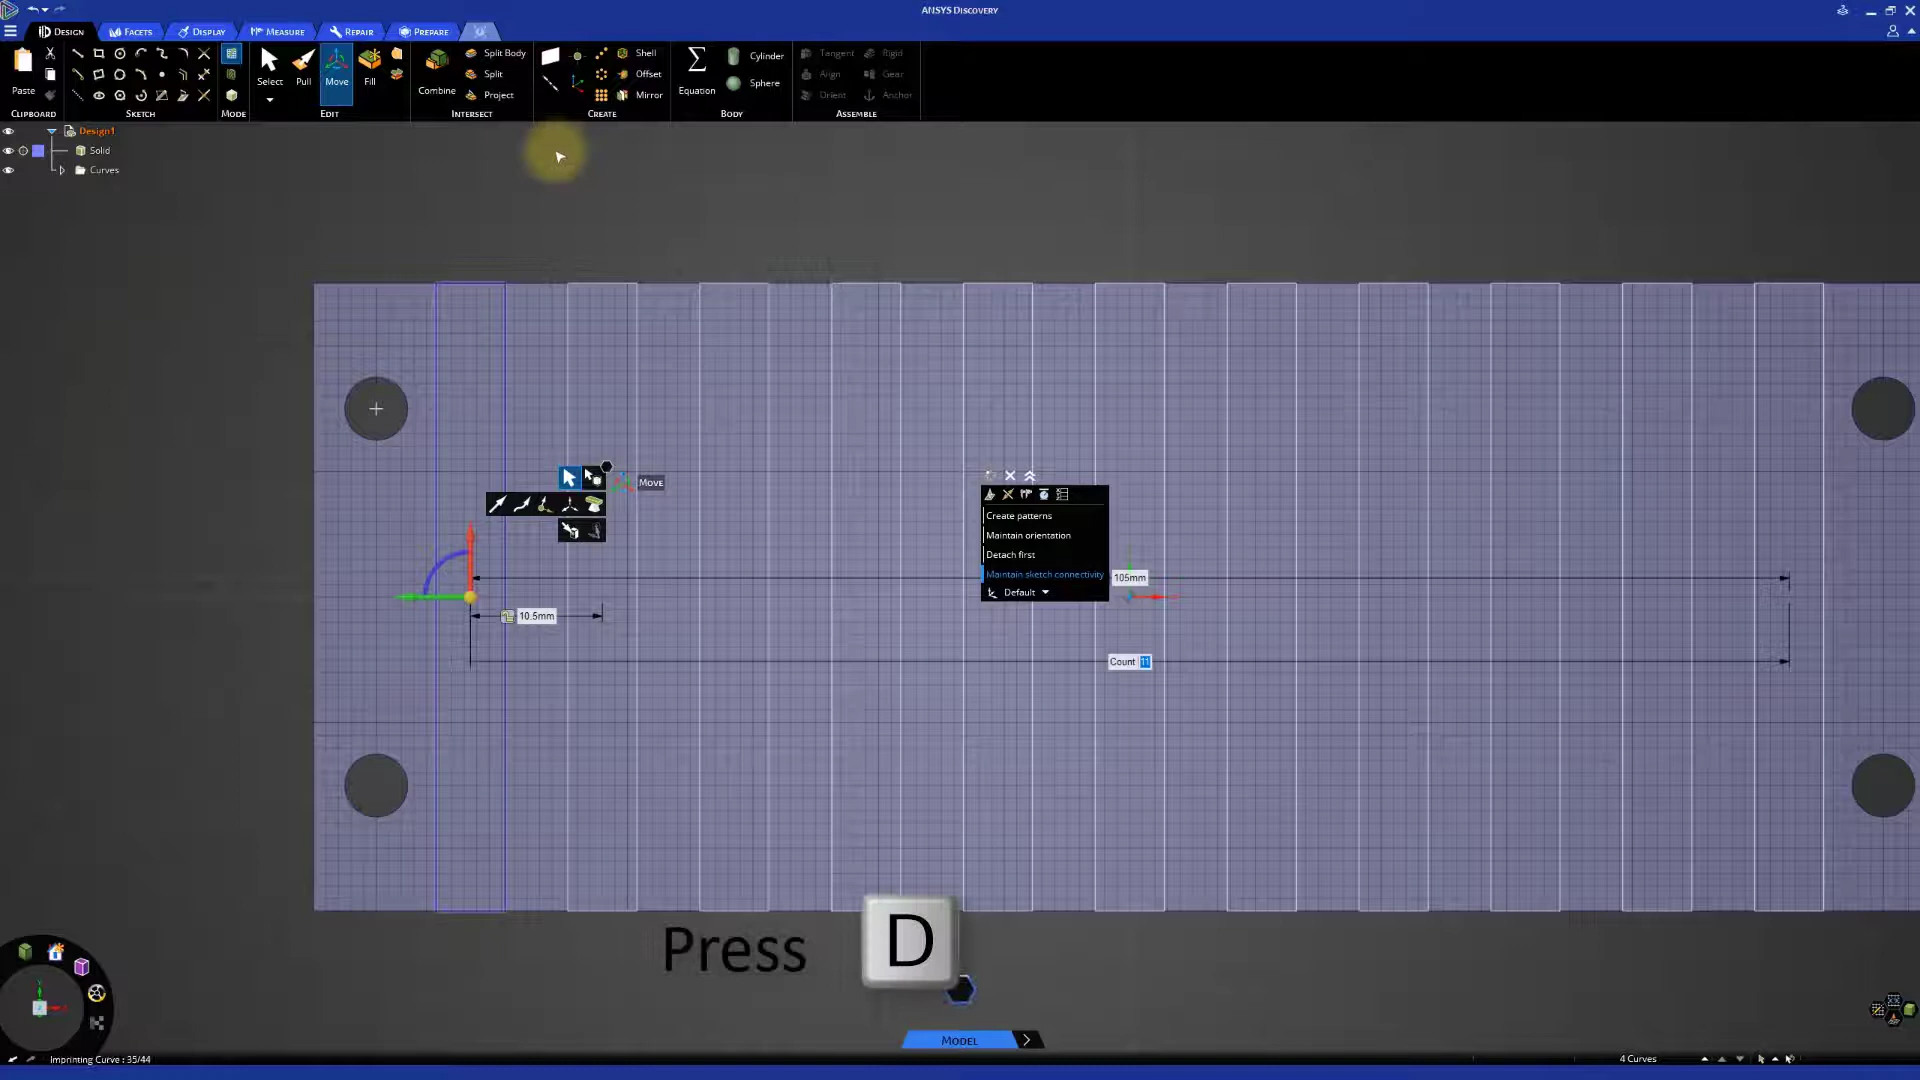 ANSYS Discovery
Design
Facets
Display
Measure
Repair
Prepare
Paste
Select
Pull
Move
Fill
Combine
Split Body
Split
Project
Shell
Offset
Mirror
Equation
Cylinder
Sphere
Tangent
Rigid
Align
Gear
Orient
Anchor
Clipboard
Sketch
Mode
Edit
Intersect
Create
Body
Assemble
Design1
Solid
Curves
Move
Create patterns
Maintain orientation
Detach first
Maintain sketch connectivity
Default
105mm
10.5mm
Count 11
Press D
Model
Imprinting Curve : 35/44
4 Curves